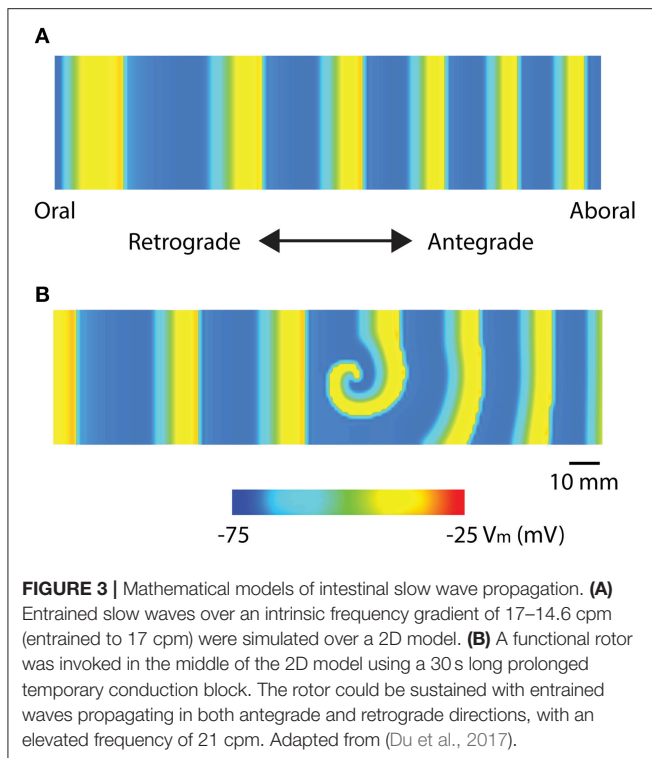 A
Oral
Aboral
Retrograde
Antegrade
B
10 mm
-75
-25 Vm (mV)
FIGURE 3 | Mathematical models of intestinal slow wave propagation. (A)
Entrained slow waves over an intrinsic frequency gradient of 17–14.6 cpm
(entrained to 17 cpm) were simulated over a 2D model. (B) A functional rotor
was invoked in the middle of the 2D model using a 30 s long prolonged
temporary conduction block. The rotor could be sustained with entrained
waves propagating in both antegrade and retrograde directions, with an
elevated frequency of 21 cpm. Adapted from (Du et al., 2017).